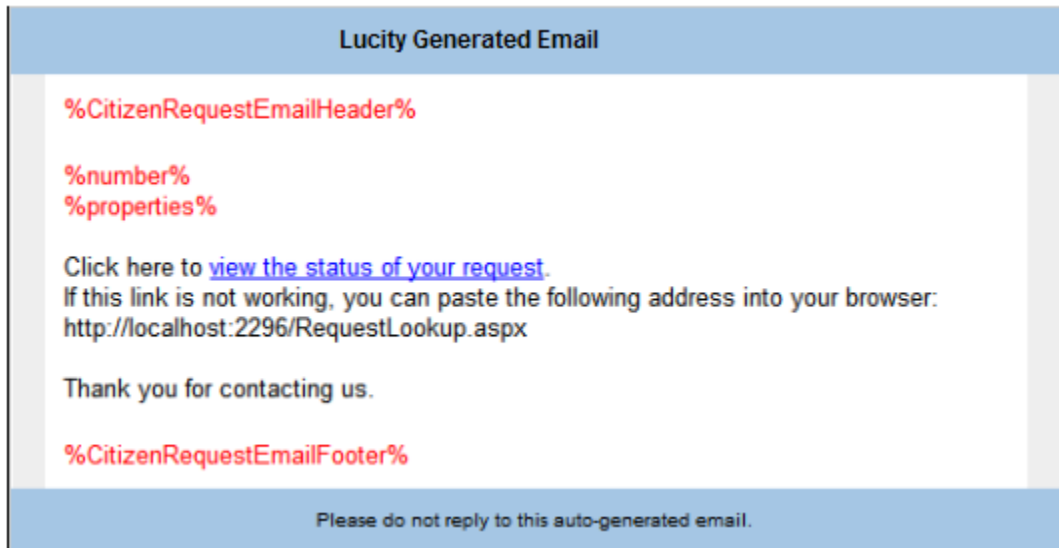 Lucity Generated Email
%CitizenRequestEmailHeader%
%number%
%properties%
Click here to view the status of your request.
If this link is not working, you can paste the following address into your browser:
http://localhost:2296/RequestLookup.aspx
Thank you for contacting us.
%CitizenRequestEmailFooter%
Please do not reply to this auto-generated email.